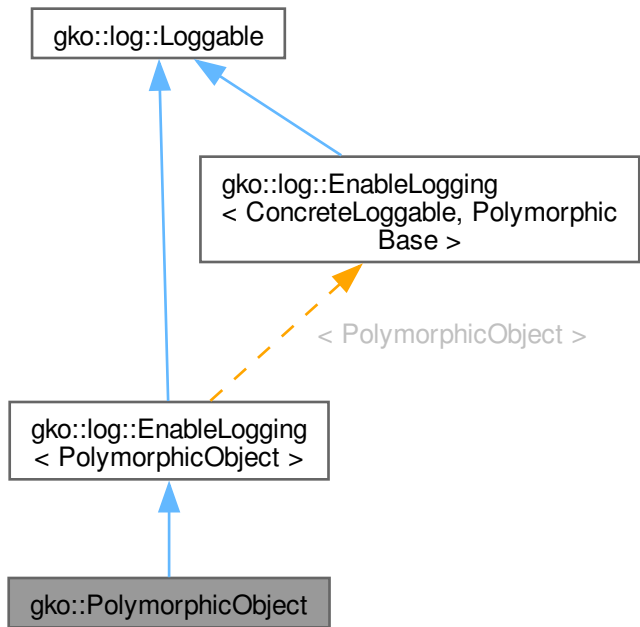 gko::log::Loggable
gko::log::EnableLogging
< ConcreteLoggable, Polymorphic
Base >
< PolymorphicObject >
gko::log::EnableLogging
< PolymorphicObject >
gko::PolymorphicObject